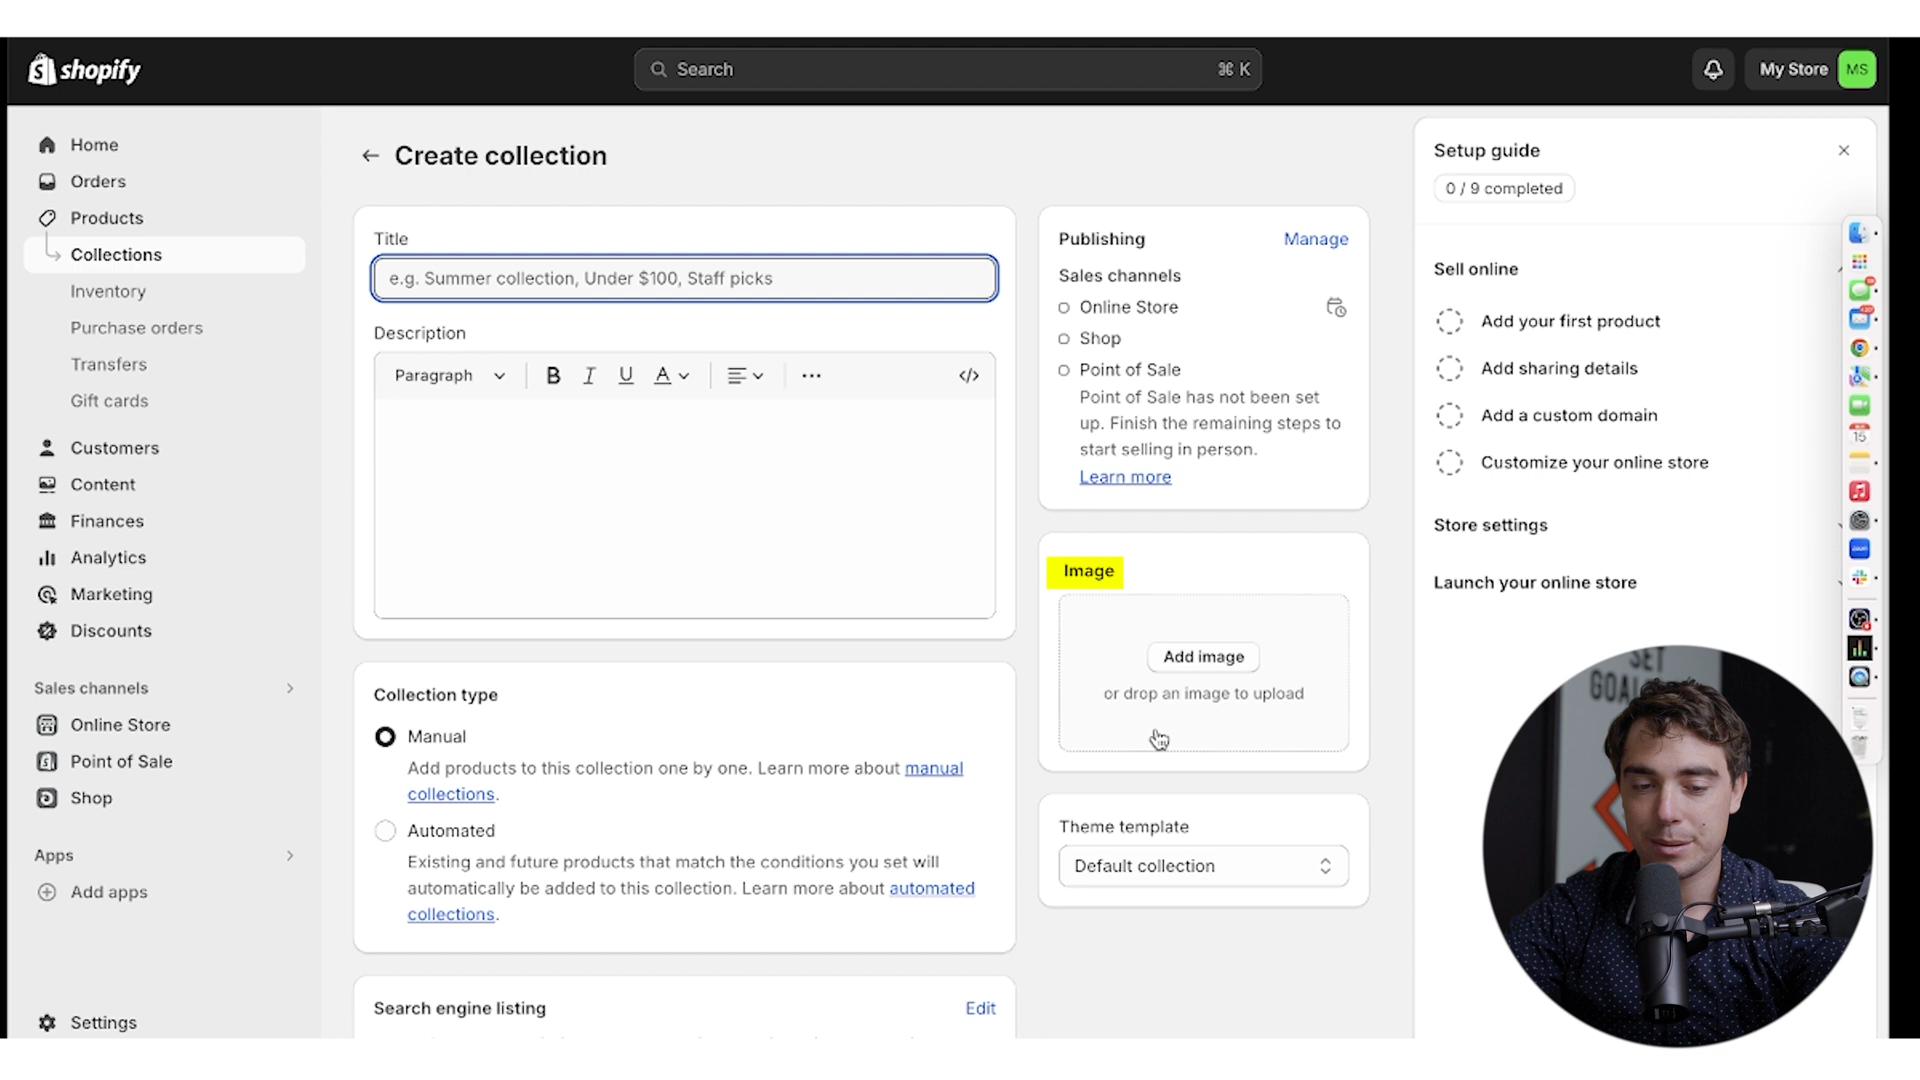 shopify
Search
⌘ K
My Store
MS
Home
Orders
Products
Collections
Inventory
Purchase orders
Transfers
Gift cards
Customers
Content
Finances
Analytics
Marketing
Discounts
Sales channels
Online Store
Point of Sale
Shop
Apps
Add apps
Settings
Create collection
Title
e.g. Summer collection, Under $100, Staff picks
Description
Paragraph
B I U A
Collection type
Manual
Add products to this collection one by one. Learn more about manual
collections.
Automated
Existing and future products that match the conditions you set will
automatically be added to this collection. Learn more about automated
collections.
Search engine listing
Edit
Publishing
Manage
Sales channels
Online Store
Shop
Point of Sale
Point of Sale has not been set
up. Finish the remaining steps to
start selling in person.
Learn more
Image
Add image
or drop an image to upload
Theme template
Default collection
Setup guide
0 / 9 completed
Sell online
Add your first product
Add sharing details
Add a custom domain
Customize your online store
Store settings
Launch your online store
15
SET